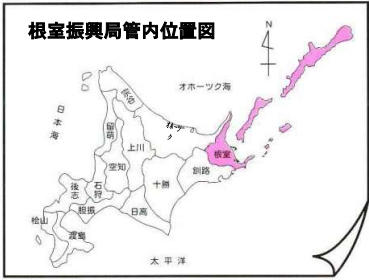 根室振興局管内位置図
N
オホーツク海
日本海
宗谷
留萌
上川
根室
空知
釧路
十勝
石狩
後志
胆振
日高
桧山
渡島
太平洋